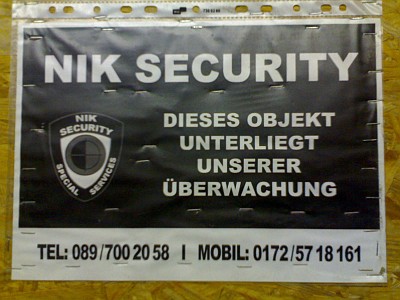 NIK SECURITY
NIK
SECURITY
SPECIAL SERVICES
DIESES OBJEKT
UNTERLIEGT
UNSERER
ÜBERWACHUNG
TEL: 089/700 20 58 I MOBIL: 0172/57 18 161